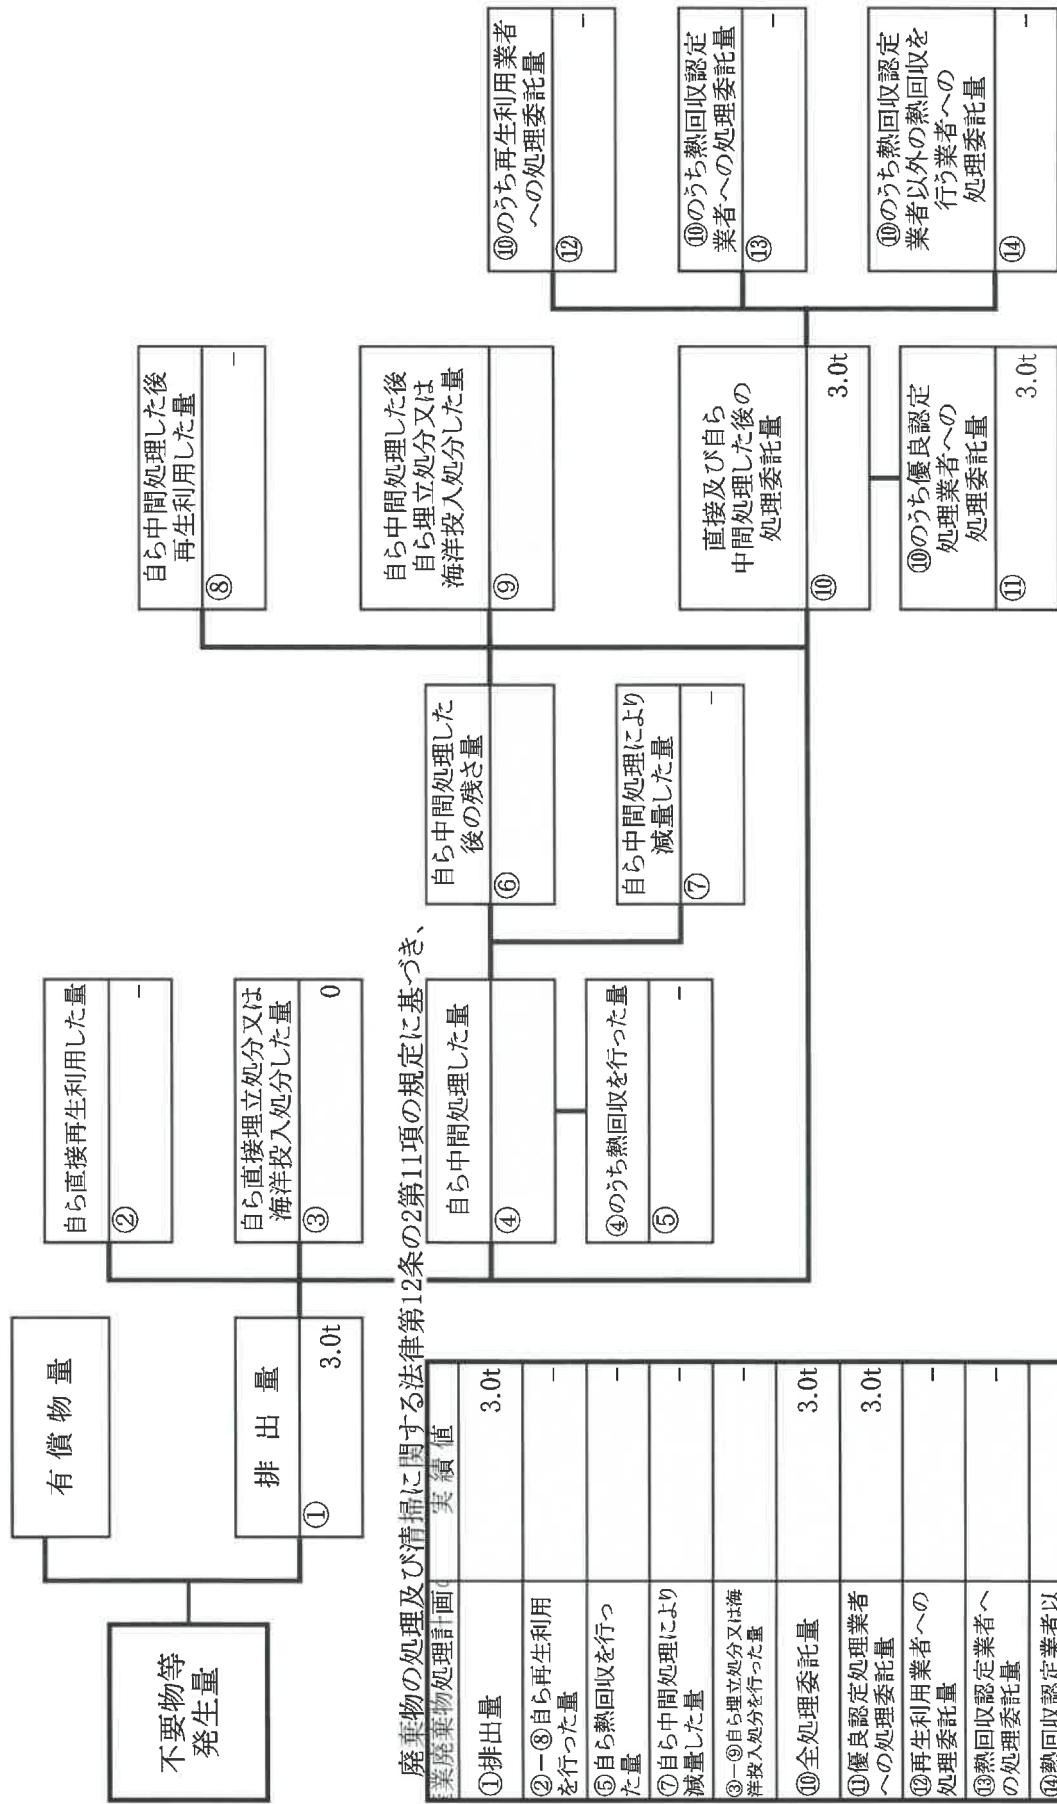 不要物等
発生量
有償物量
排出量
① 3.0t
自ら直接再生利用した量
② −
自ら直接埋立処分又は
海洋投入処分した量
③ 0
廃棄物の処理及び清掃に関する法律第12条の2第11項の規定に基づき、
自ら中間処理した量
④
④のうち熱回収を行った量
⑤ −
自ら中間処理した
後の残さ量
⑥
自ら中間処理により
減量した量
⑦ −
自ら中間処理した後
再生利用した量
⑧ −
自ら中間処理した後
自ら埋立処分又は
海洋投入処分した量
⑨
直接及び自ら
中間処理した後の
処理委託量
⑩ 3.0t
⑩のうち優良認定
処理業者への
処理委託量
⑪ 3.0t
⑩のうち再生利用業者
への処理委託量
⑫ −
⑩のうち熱回収認定
業者への処理委託量
⑬ −
⑩のうち熱回収認定
業者以外の熱回収を
行う業者への
処理委託量
⑭ −
業廃棄物処理計画 実績値
①排出量 3.0t
②−⑧自ら再生利用
を行った量 −
⑤自ら熱回収を行っ
た量 −
⑦自ら中間処理により
減量した量 −
③−⑨自ら埋立処分又は海
洋投入処分を行った量 −
⑩全処理委託量 3.0t
⑪優良認定処理業者
への処理委託量 3.0t
⑫再生利用業者への
処理委託量 −
⑬熱回収認定業者へ
の処理委託量 −
⑭熱回収認定業者以